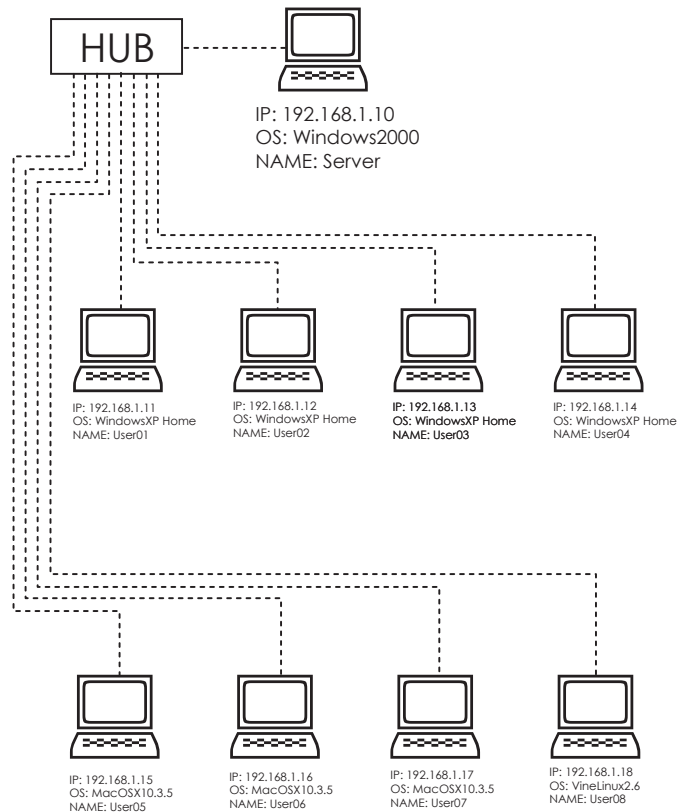 HUB
IP: 192.168.1.10
OS: Windows2000
NAME: Server
IP: 192.168.1.11
OS: WindowsXP Home
NAME: User01
IP: 192.168.1.12
OS: WindowsXP Home
NAME: User02
IP: 192.168.1.13
OS: WindowsXP Home
NAME: User03
IP: 192.168.1.14
OS: WindowsXP Home
NAME: User04
IP: 192.168.1.15
OS: MacOSX10.3.5
NAME: User05
IP: 192.168.1.16
OS: MacOSX10.3.5
NAME: User06
IP: 192.168.1.17
OS: MacOSX10.3.5
NAME: User07
IP: 192.168.1.18
OS: VineLinux2.6
NAME: User08